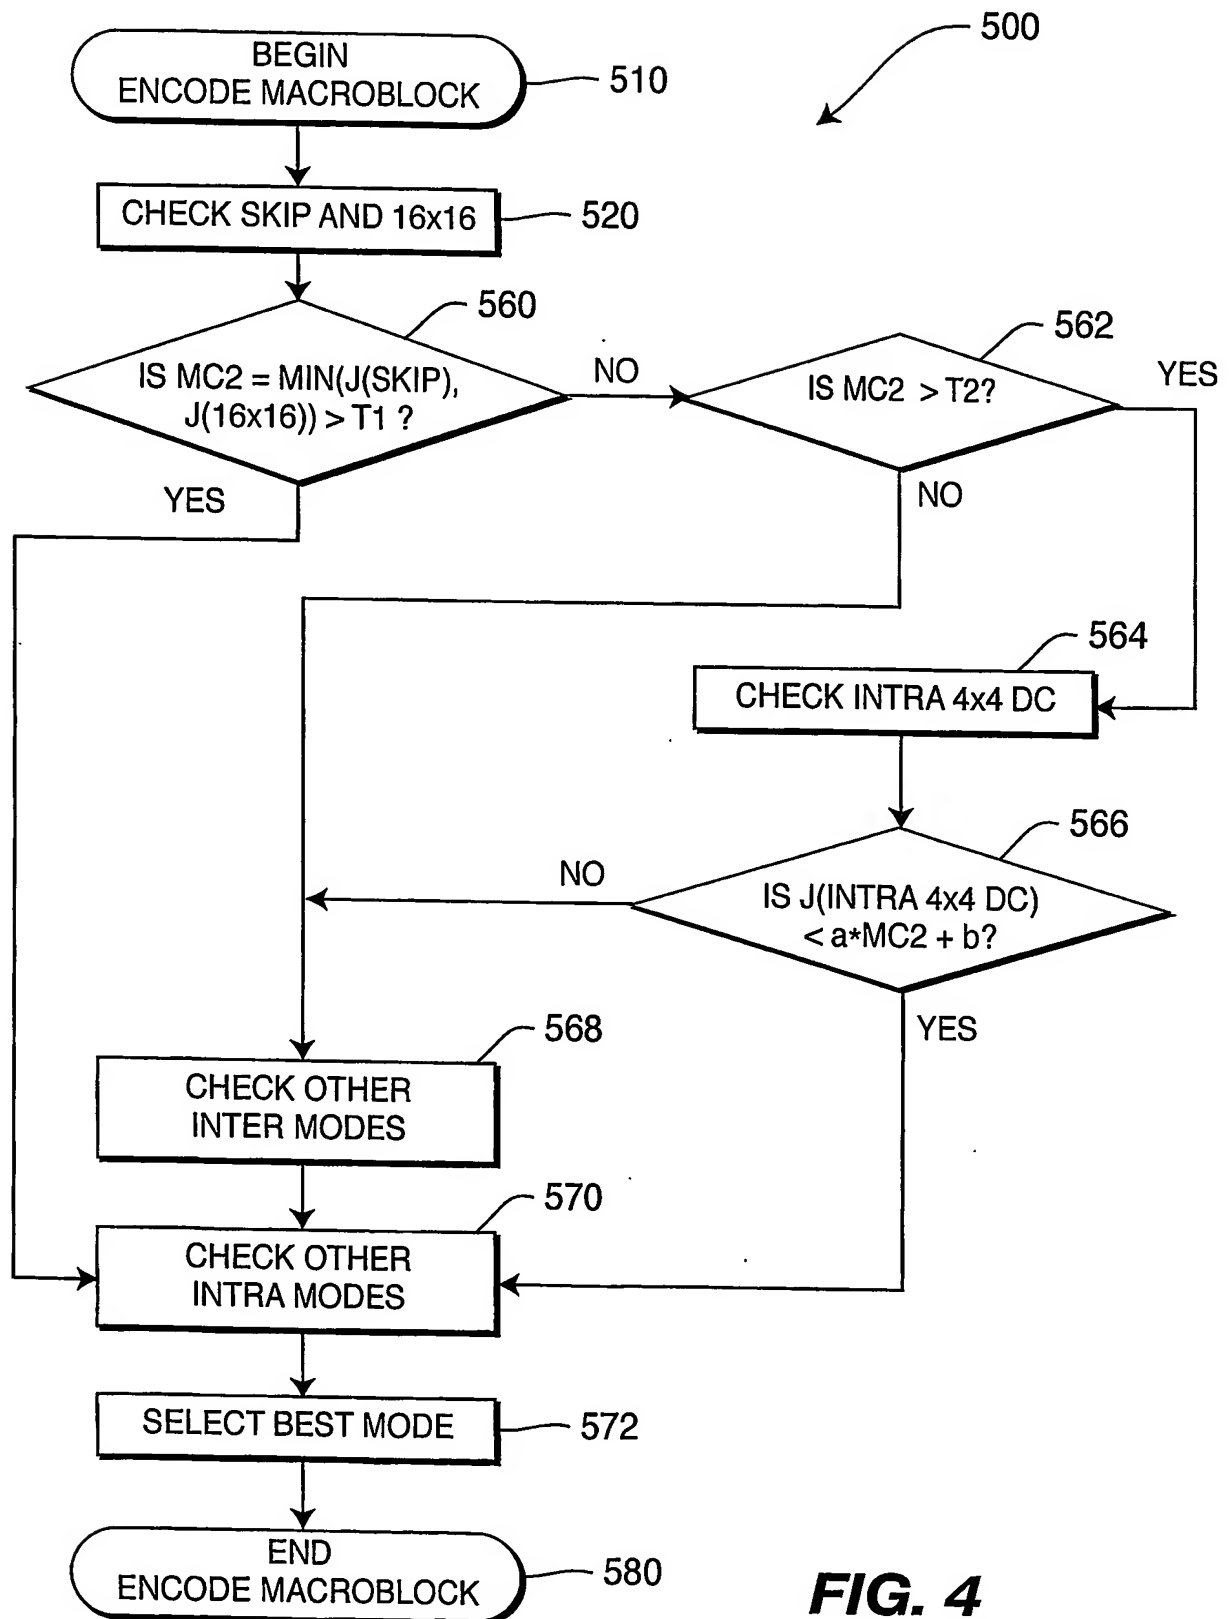 500
BEGIN
ENCODE MACROBLOCK
510
CHECK SKIP AND 16x16
520
560
IS MC2 = MIN(J(SKIP),
J(16x16)) > T1 ?
NO
YES
562
IS MC2 > T2?
YES
NO
564
CHECK INTRA 4x4 DC
566
IS J(INTRA 4x4 DC)
< a*MC2 + b?
NO
YES
568
CHECK OTHER
INTER MODES
570
CHECK OTHER
INTRA MODES
SELECT BEST MODE
572
END
ENCODE MACROBLOCK
580
FIG. 4